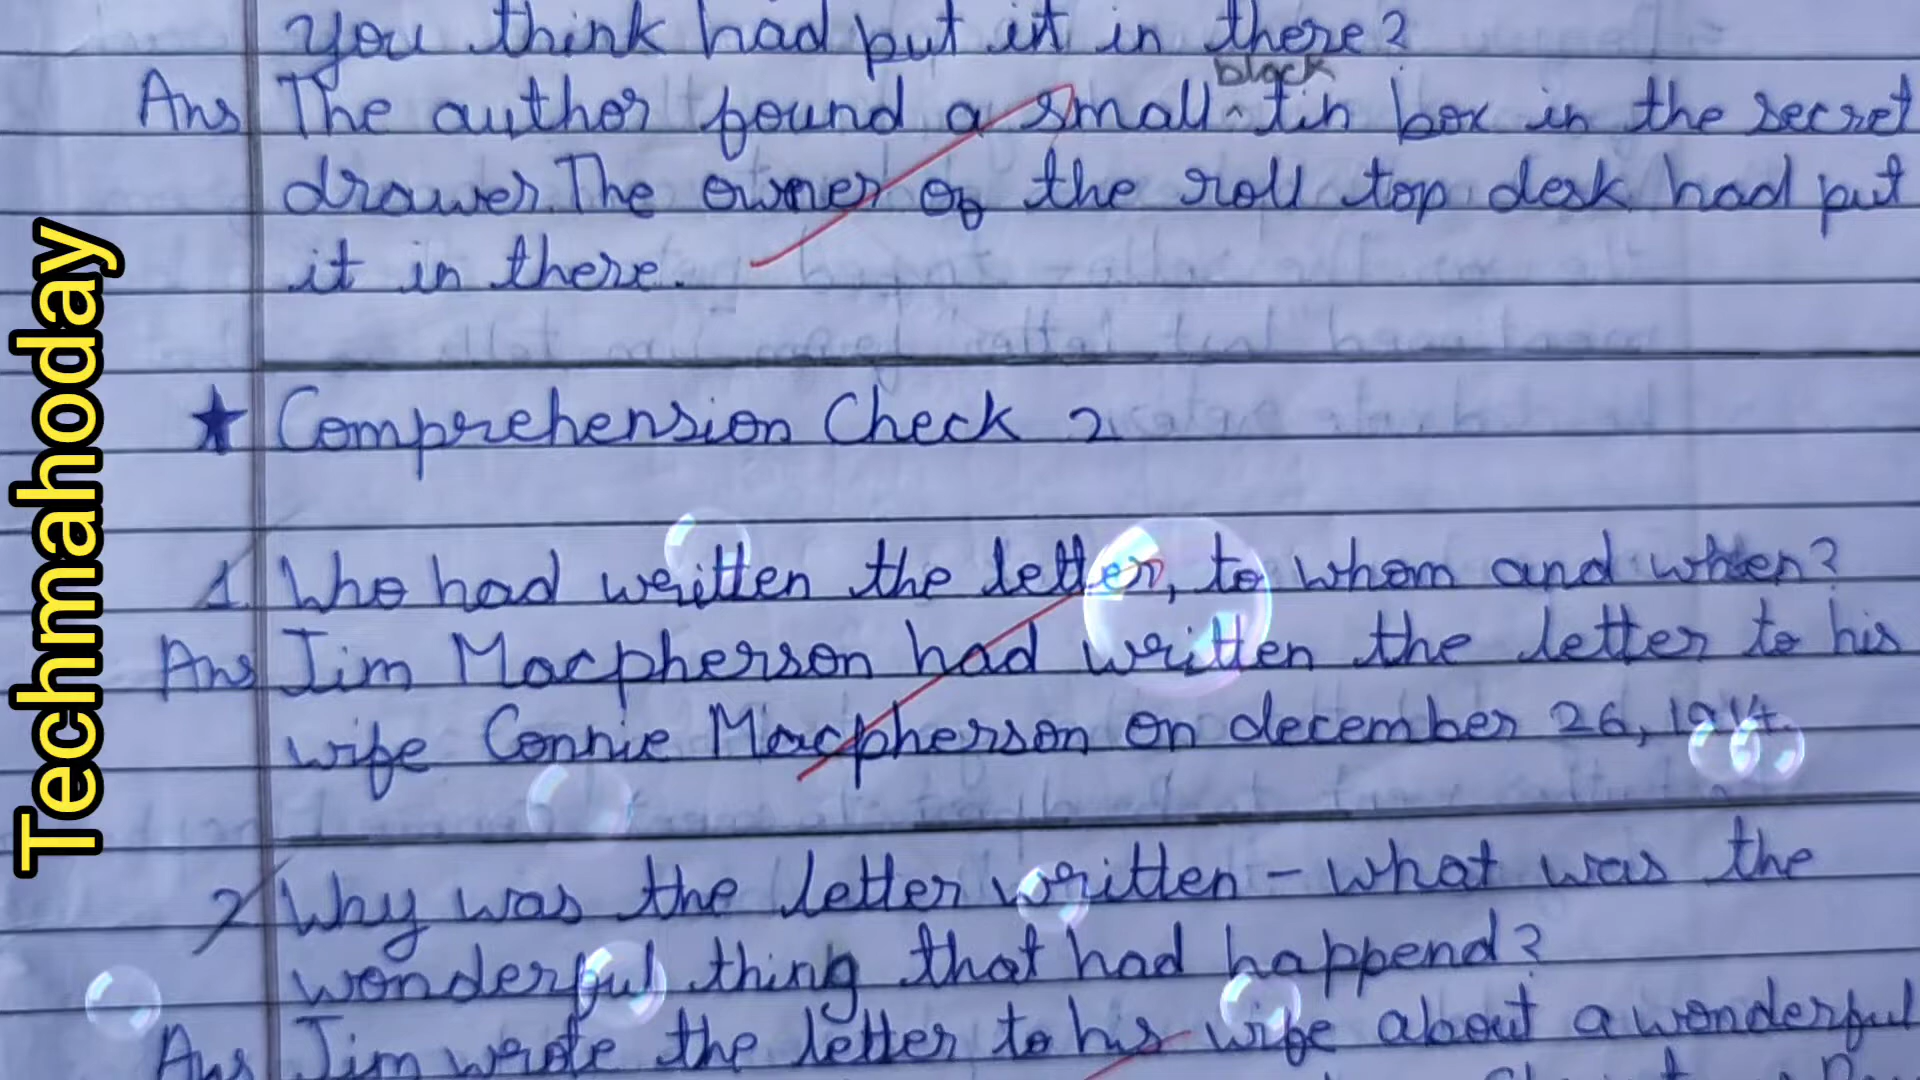 you think had put it in there?
black
Ans The author found a small ^ tin box in the secret
drawer. The owner of the roll top desk had put
it in there.
★ Comprehension Check 2
1. Who had written the letter, to whom and when?
Ans Jim Macpherson had written the letter to his
wife Connie Macpherson on december 26, 1914.
2 Why was the letter written - what was the
wonderful thing that had happend?
Ans Jim wrote the letter to his wife about a wonderful
Techmahoday